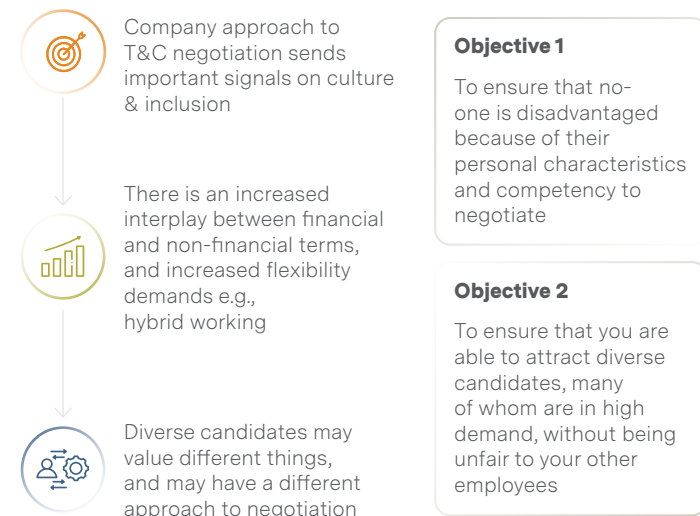 Company approach to
T&C negotiation sends
important signals on culture
& inclusion
There is an increased
interplay between financial
and non-financial terms,
and increased flexibility
demands e.g.,
hybrid working
Diverse candidates may
value different things,
and may have a different
approach to negotiation
Objective 1
To ensure that no-
one is disadvantaged
because of their
personal characteristics
and competency to
negotiate
Objective 2
To ensure that you are
able to attract diverse
candidates, many
of whom are in high
demand, without being
unfair to your other
employees